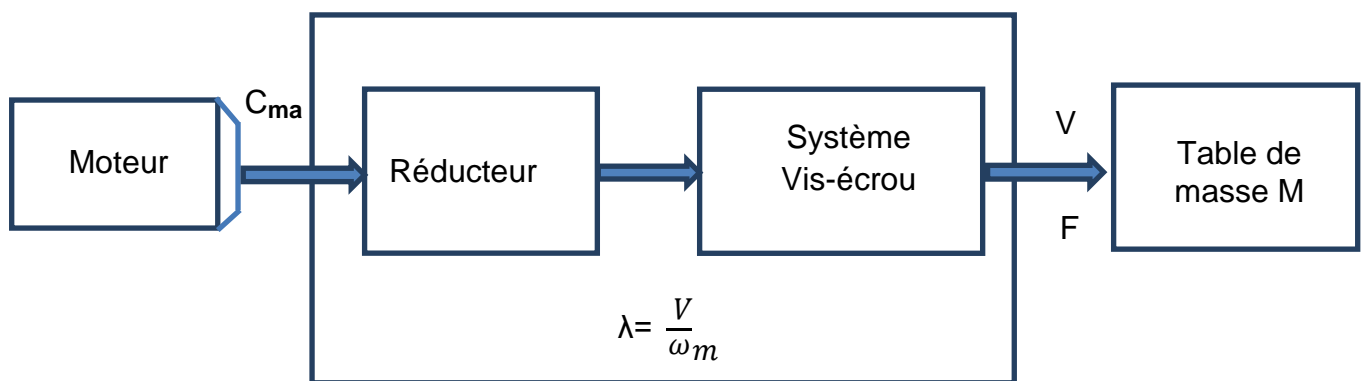 Moteur
Cma
Réducteur
Système
Vis-écrou
V
F
Table de
masse M
λ= V/ωm